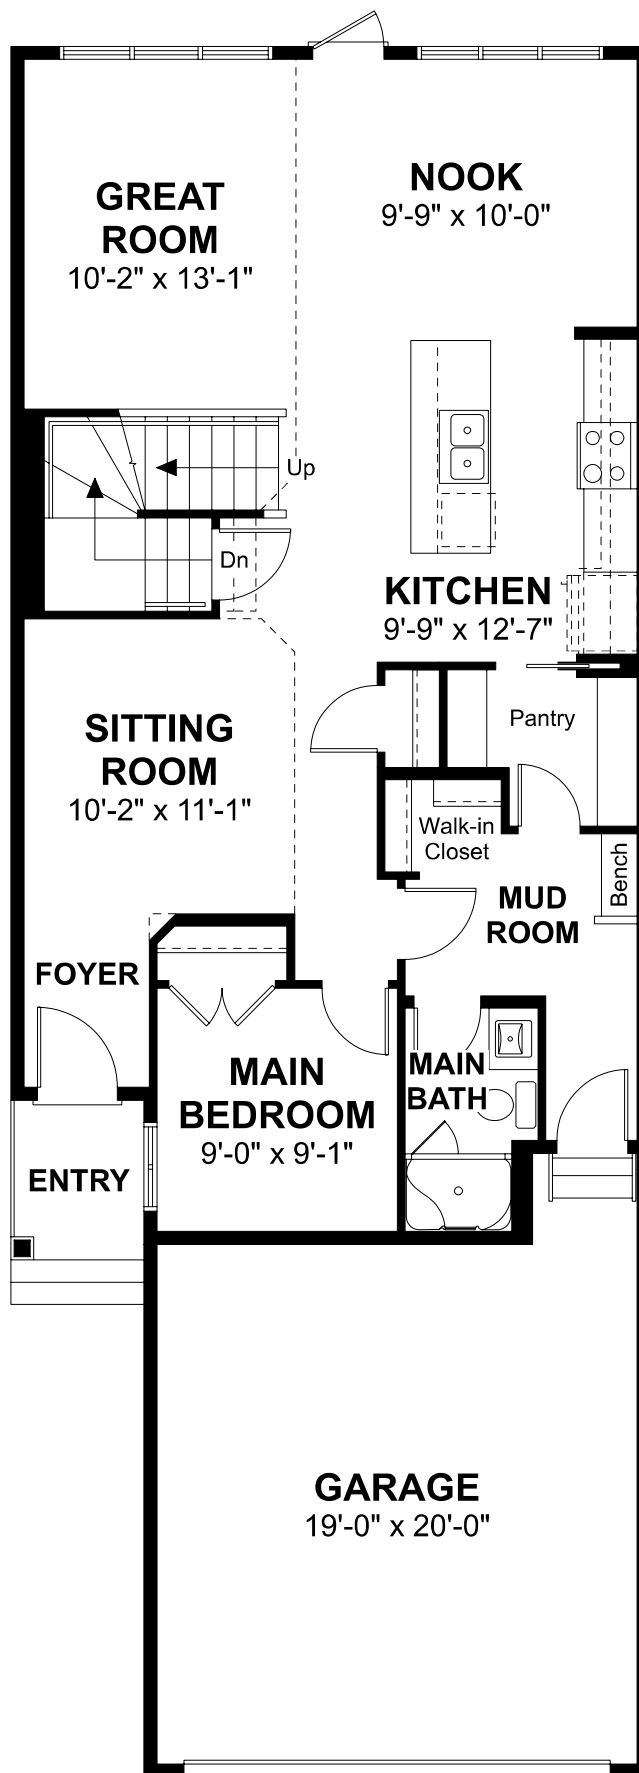 GREAT
ROOM
10'-2" x 13'-1"
NOOK
9'-9" x 10'-0"
Up
Dn
KITCHEN
9'-9" x 12'-7"
SITTING
ROOM
10'-2" x 11'-1"
Pantry
Walk-in
Closet
Bench
MUD
ROOM
FOYER
MAIN
BEDROOM
9'-0" x 9'-1"
MAIN
BATH
ENTRY
GARAGE
19'-0" x 20'-0"